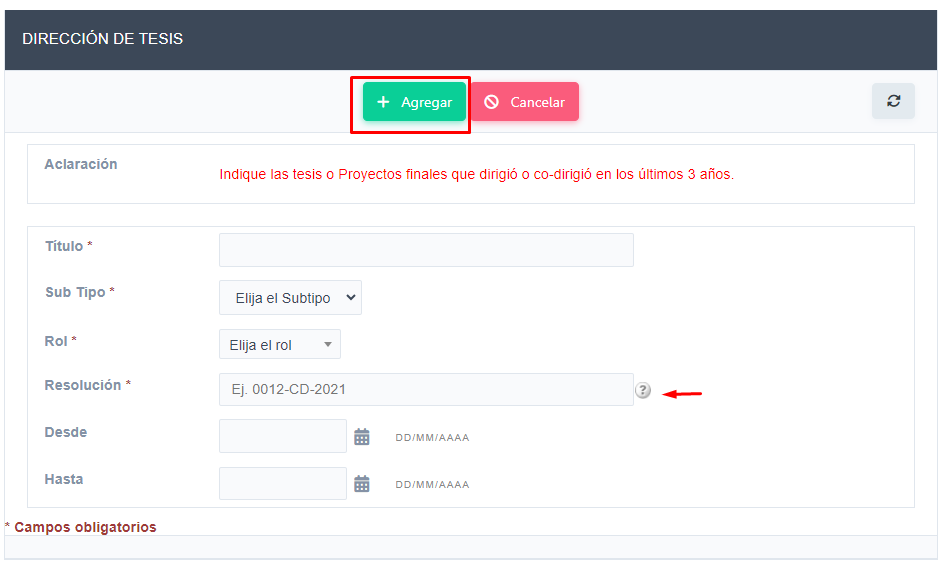 DIRECCIÓN DE TESIS
Agregar Cancelar
Aclaración
Indique las tesis o Proyectos finales que dirigió o co-dirigió en los últimos 3 años.
Título *
Sub Tipo * Elija el Subtipo
Rol * Elija el rol
Resolución * Ej. 0012-CD-2021 ?
Desde DD/MM/AAAA
Hasta DD/MM/AAAA
* Campos obligatorios